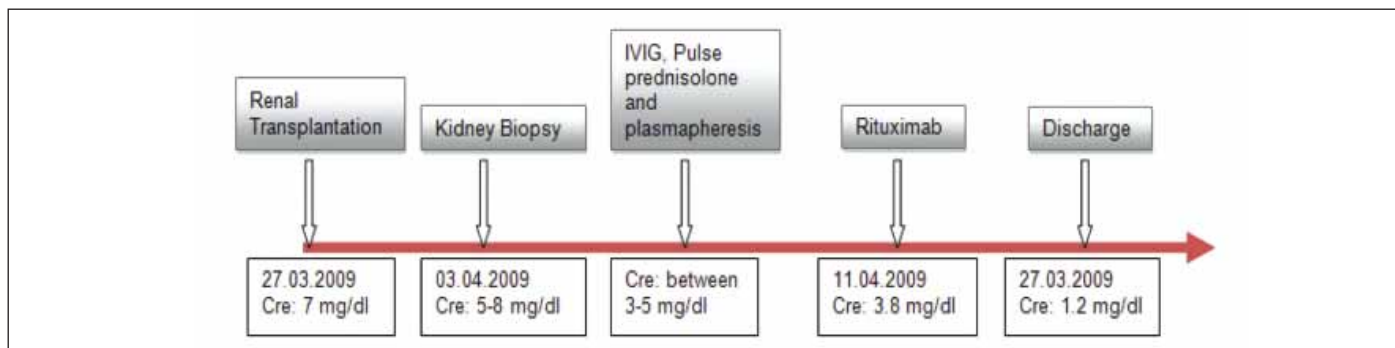 Renal
Transplantation
Kidney Biopsy
IVIG, Pulse
prednisolone
and
plasmapheresis
Rituximab
Discharge
27.03.2009
Cre: 7 mg/dl
03.04.2009
Cre: 5-8 mg/dl
Cre: between
3-5 mg/dl
11.04.2009
Cre: 3.8 mg/dl
27.03.2009
Cre: 1.2 mg/dl